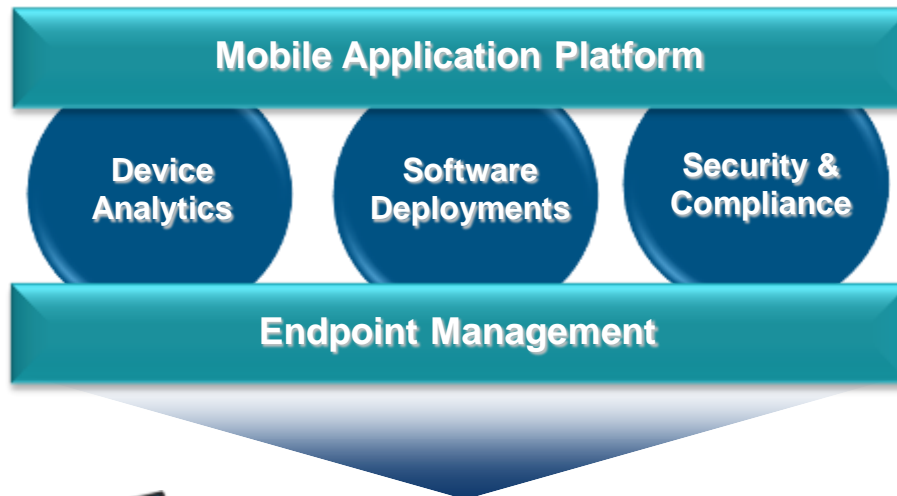 Mobile Application Platform
Device
Analytics
Software
Deployments
Security &
Compliance
Endpoint Management